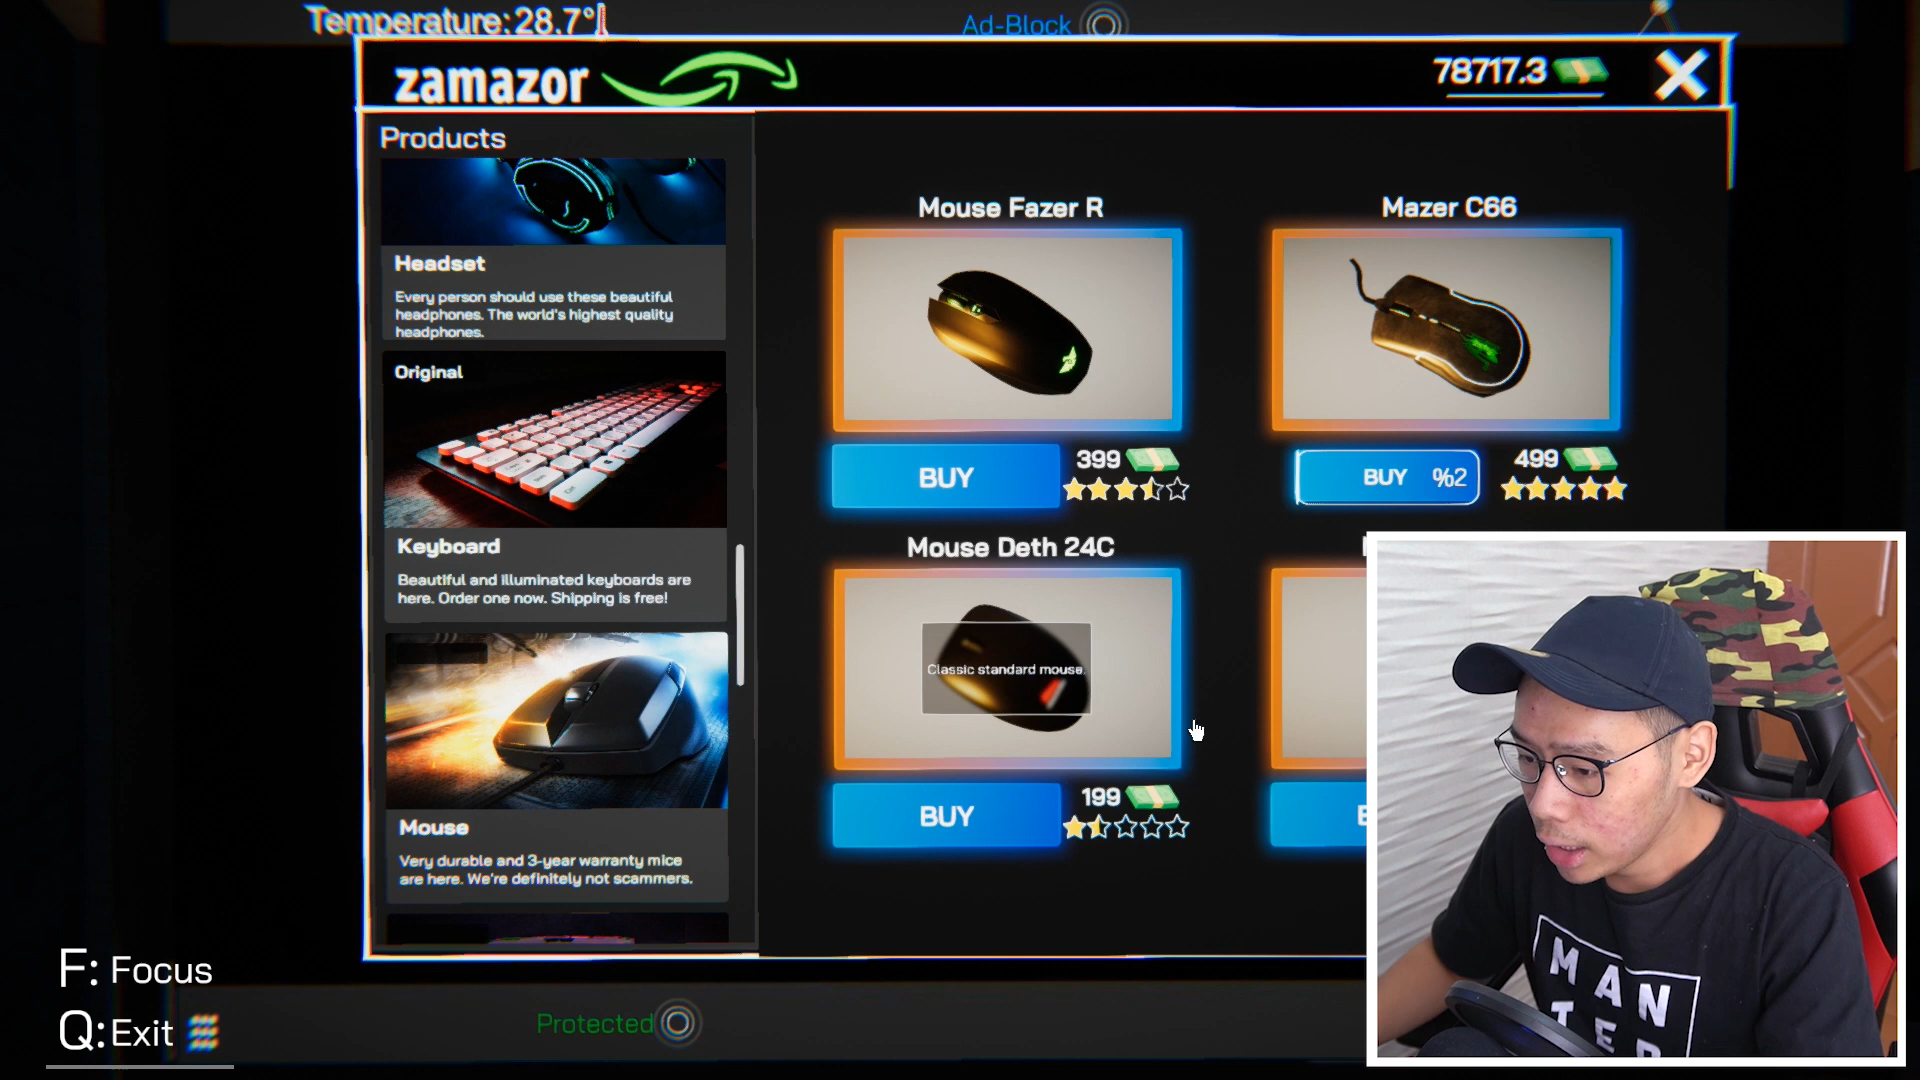 Temperature: 28.7°
Ad-Block
zamazor
78717.3
Products
Headset
Every person should use these beautiful
headphones. The world's highest quality
headphones.
Original
Keyboard
Beautiful and illuminated keyboards are
here. Order one now. Shipping is free!
Mouse
Very durable and 3-year warranty mice
are here. We're definitely not scammers.
Mouse Fazer R
BUY
399
Mazer C66
BUY %2
499
Mouse Deth 24C
Classic standard mouse.
BUY
199
F: Focus
Q: Exit
Protected
MAN
TER